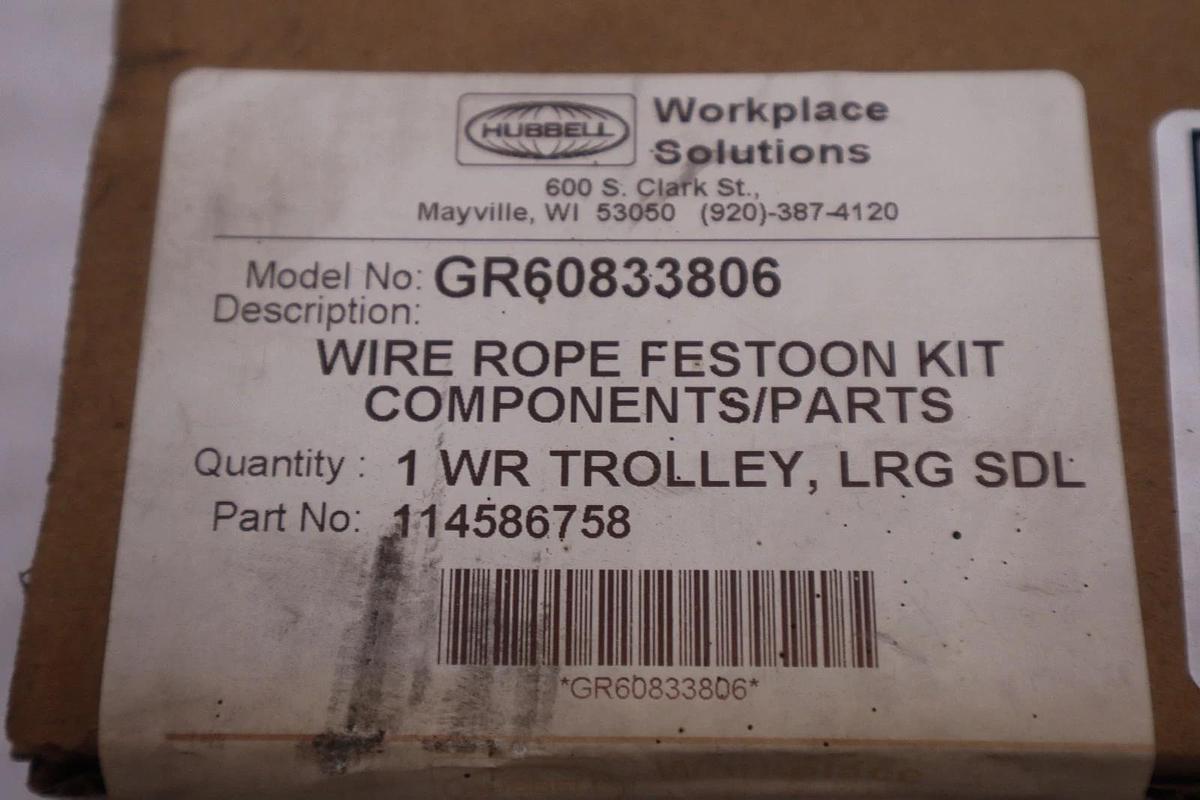 HUBBELL
Workplace
Solutions
600 S. Clark St.,
Mayville, WI 53050 (920)-387-4120
Model No: GR60833806
Description:
WIRE ROPE FESTOON KIT
COMPONENTS/PARTS
Quantity : 1 WR TROLLEY, LRG SDL
Part No: 114586758
*GR60833806*